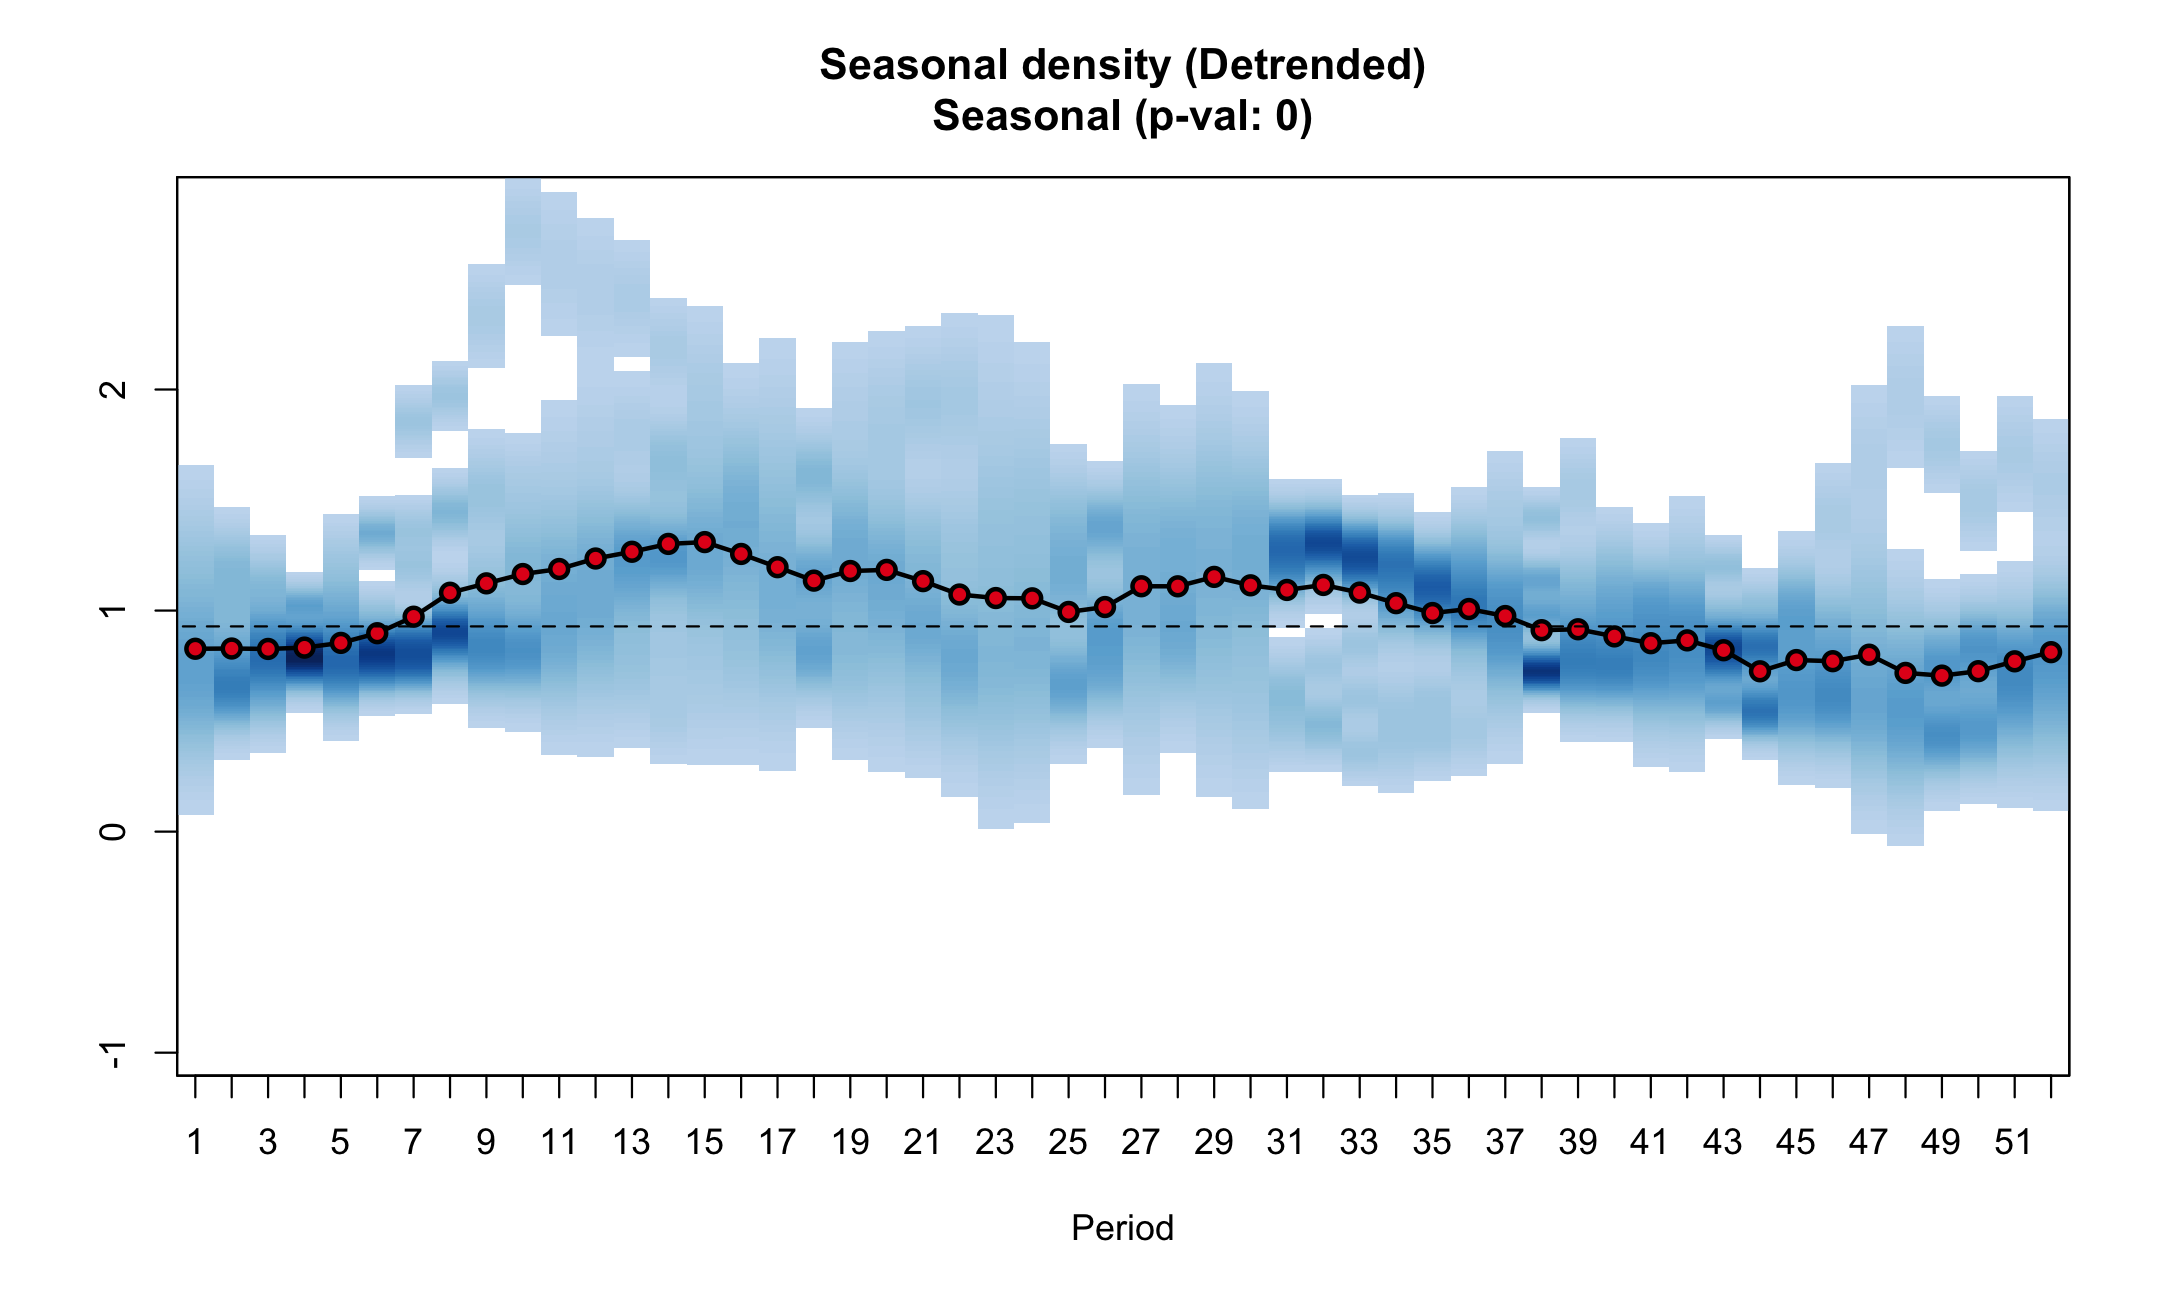 Seasonal density (Detrended)
Seasonal (p-val: 0)
2
1
0
-1
1 3 5 7 9 11 13 15 17 19 21 23 25 27 29 31 33 35 37 39 41 43 45 47 49 51
Period